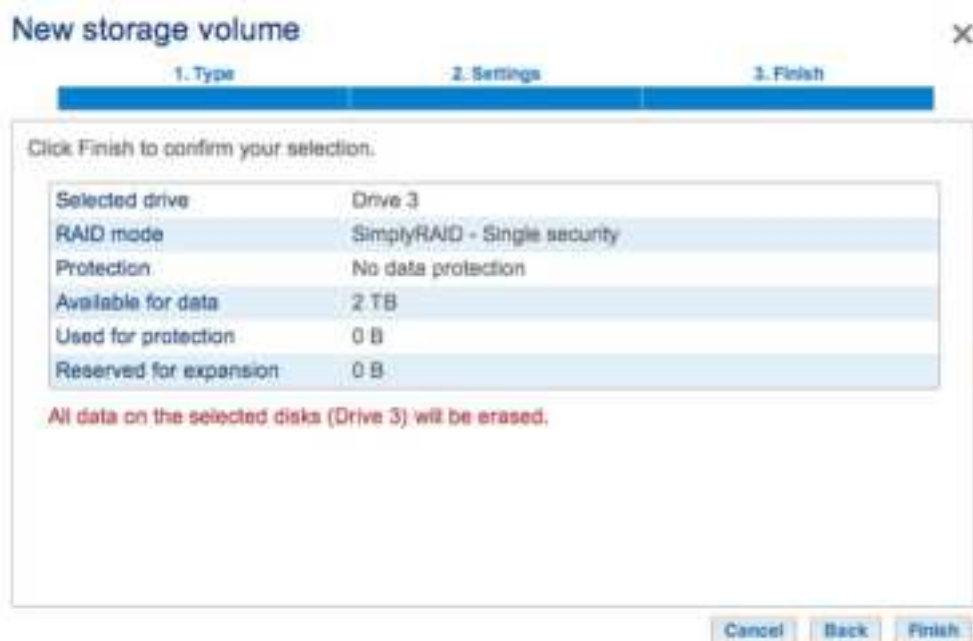 New storage volume
1. Type 2. Settings 3. Finish
Click Finish to confirm your selection.
Selected drive Drive 3
RAID mode SimplyRAID - Single security
Protection No data protection
Available for data 2 TB
Used for protection 0 B
Reserved for expansion 0 B
All data on the selected disks (Drive 3) will be erased.
Cancel Back Finish